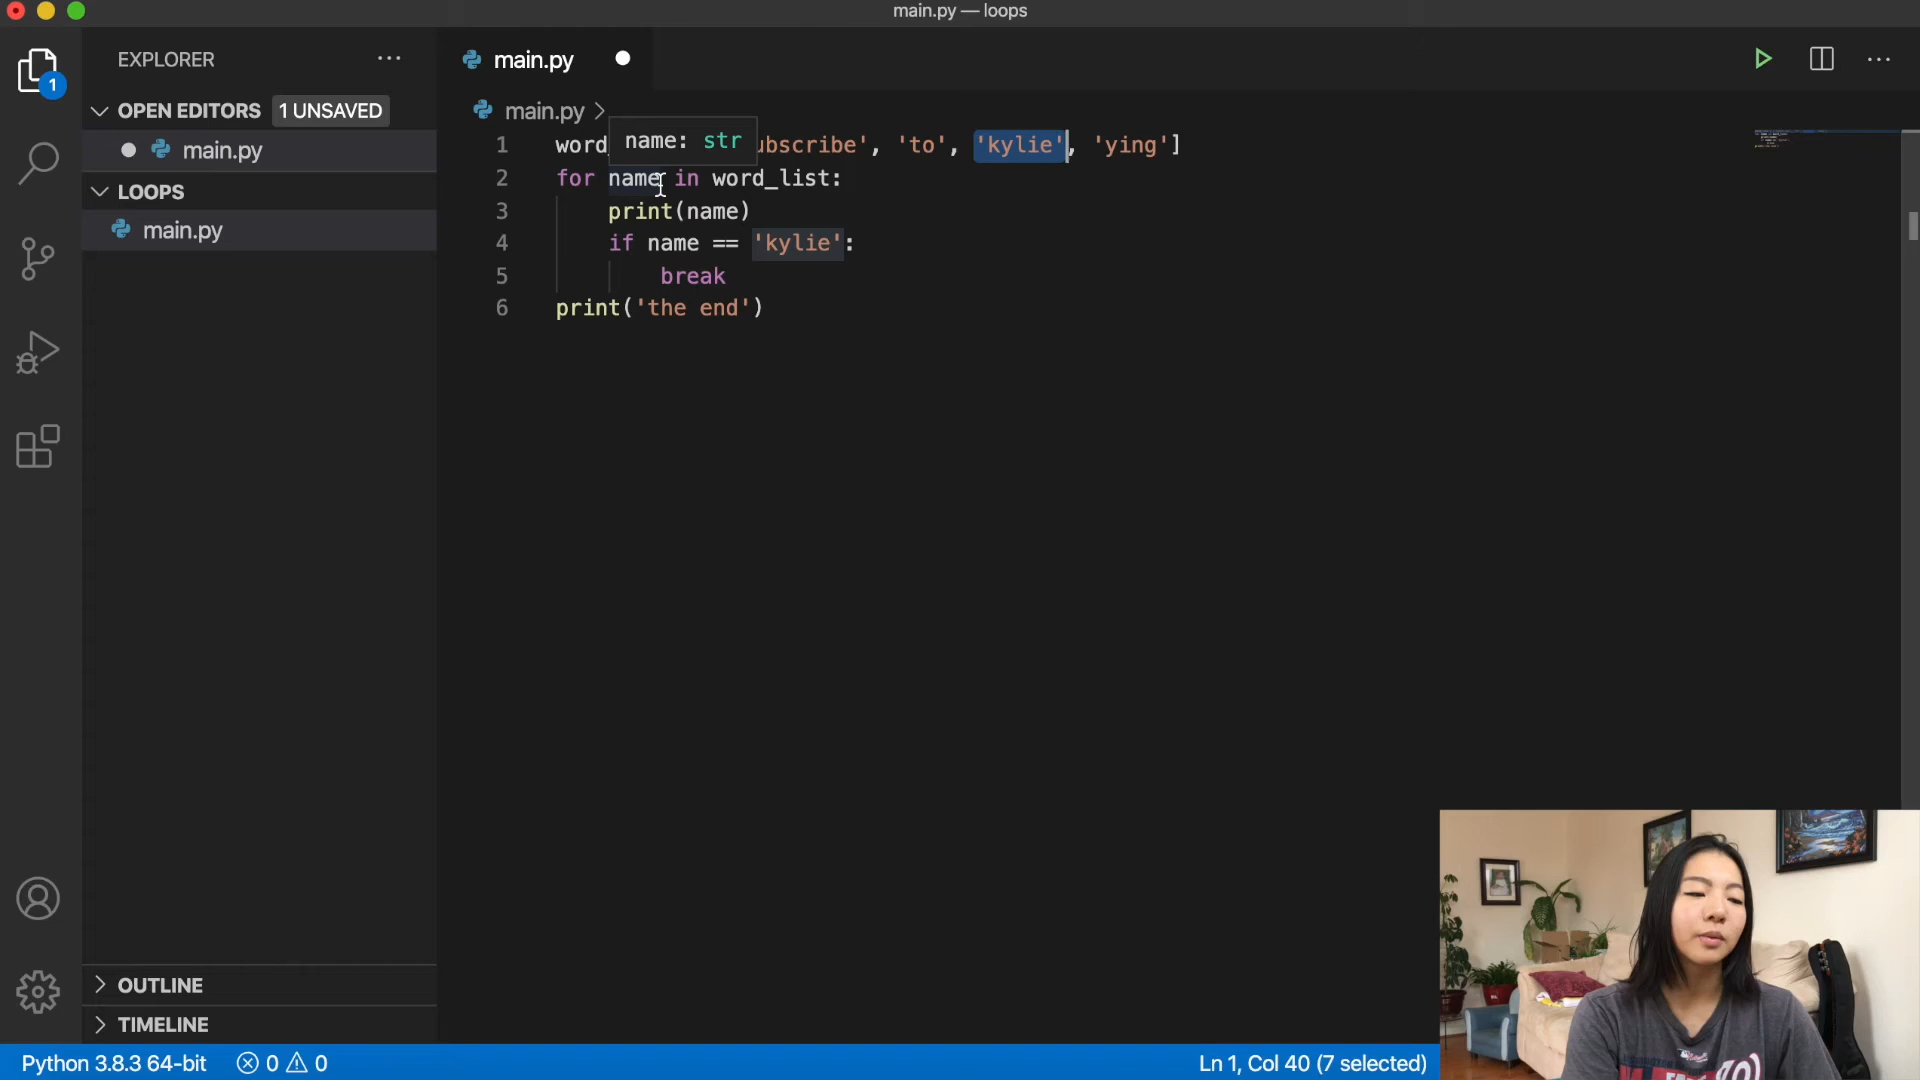 main.py — loops
EXPLORER ···
OPEN EDITORS 1 UNSAVED
main.py
LOOPS
main.py
OUTLINE
TIMELINE
main.py
···
main.py >
name: str
1 word ubscribe', 'to', 'kylie', 'ying']
2 for name in word_list:
3 print(name)
4 if name == 'kylie':
5 break
6 print('the end')
1
Python 3.8.3 64-bit 0 0
Ln 1, Col 40 (7 selected)